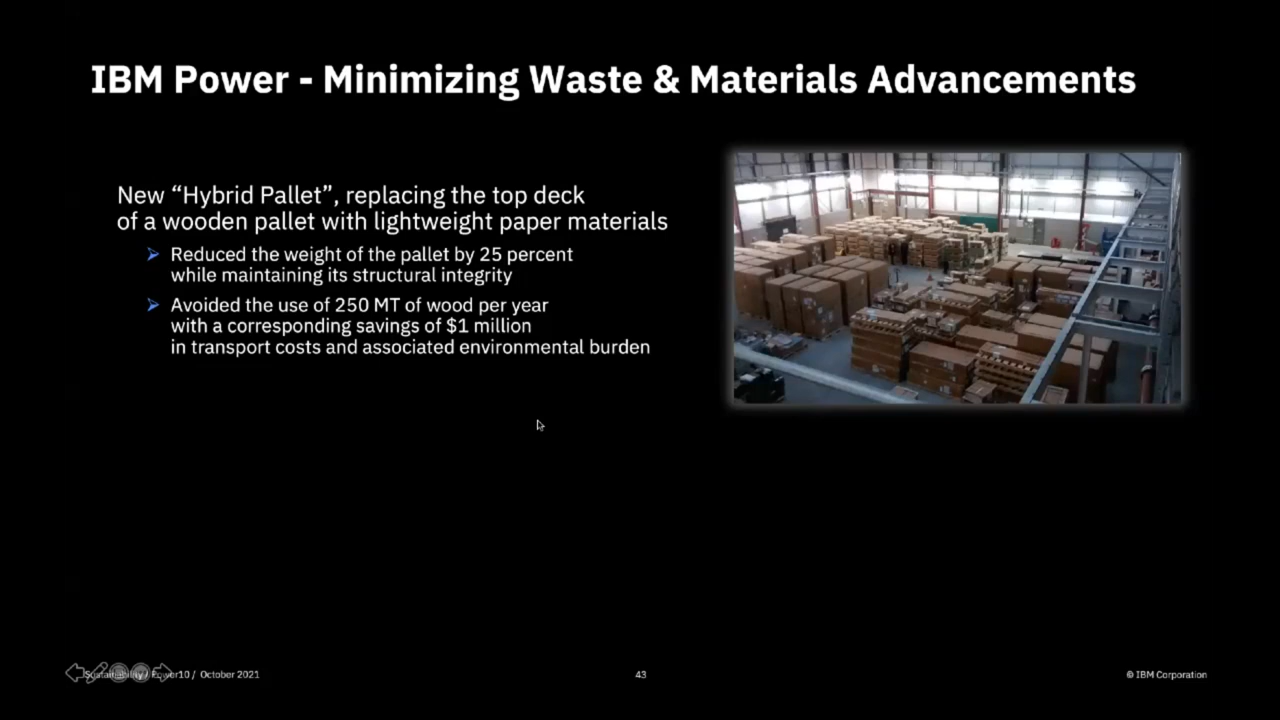 IBM Power - Minimizing Waste & Materials Advancements
New “Hybrid Pallet”, replacing the top deck
of a wooden pallet with lightweight paper materials
Reduced the weight of the pallet by 25 percent
while maintaining its structural integrity
Avoided the use of 250 MT of wood per year
with a corresponding savings of $1 million
in transport costs and associated environmental burden
Sustainability / Power10 / October 2021
43
© IBM Corporation